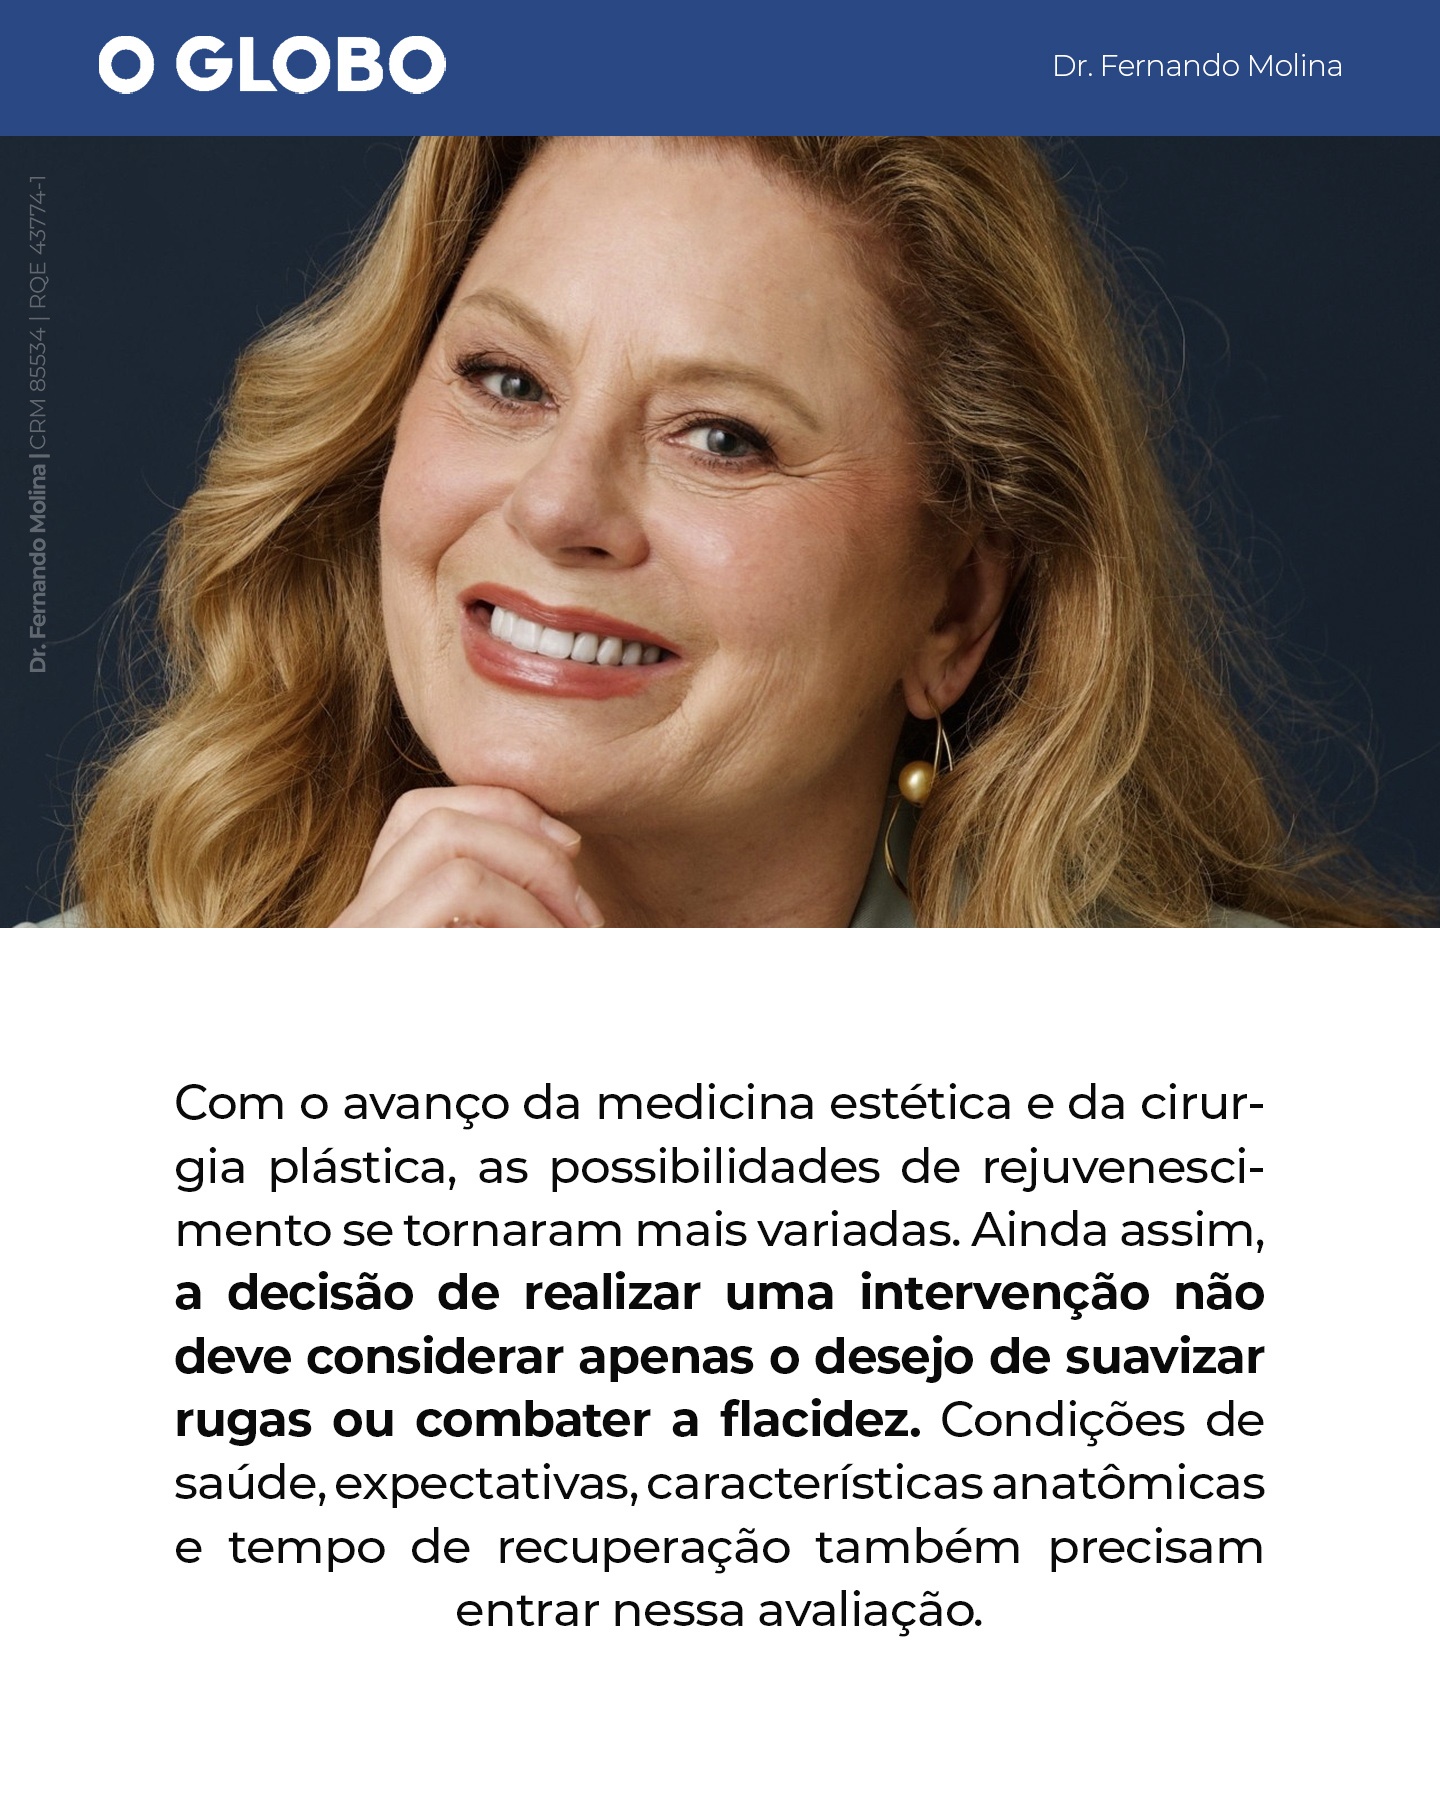 O GLOBO
Dr. Fernando Molina
Dr. Fernando Molina | CRM 85534 | RQE 43774-1
Com o avanço da medicina estética e da cirur-
gia plástica, as possibilidades de rejuvenesci-
mento se tornaram mais variadas. Ainda assim,
a decisão de realizar uma intervenção não
deve considerar apenas o desejo de suavizar
rugas ou combater a flacidez. Condições de
saúde, expectativas, características anatômicas
e tempo de recuperação também precisam
entrar nessa avaliação.